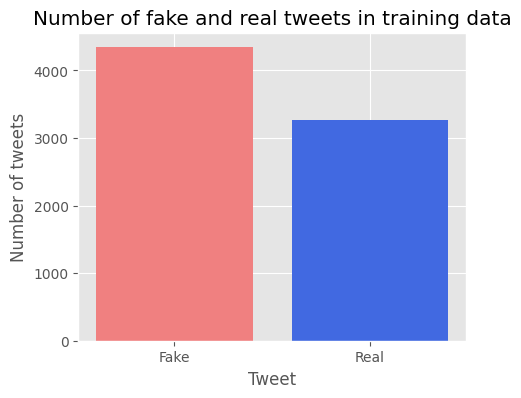 Number of fake and real tweets in training data
Number of tweets
4000
3000
2000
1000
0
Fake Real
Tweet